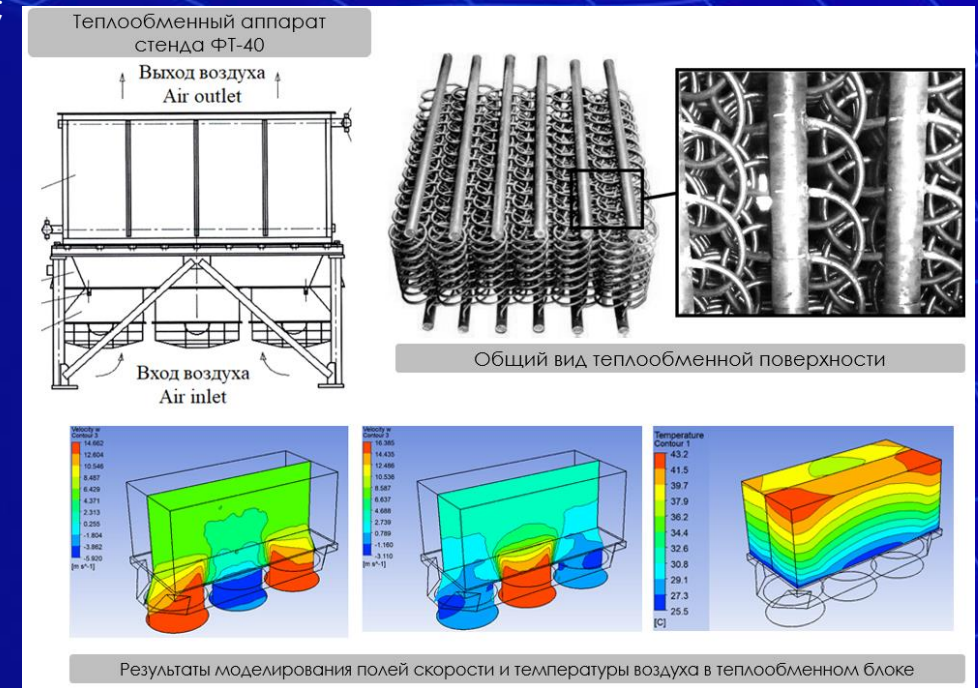 Теплообменный аппарат
стенда ФТ-40
Выход воздуха
Air outlet
Вход воздуха
Air inlet
Общий вид теплообменной поверхности
Velocity w
Contour 3
14.662
12.604
10.546
8.487
6.429
4.371
2.313
0.255
-1.804
-3.862
-5.920
[m s^-1]
Velocity w
Contour 3
16.385
14.435
12.486
10.536
8.587
6.637
4.688
2.739
0.789
-1.160
-3.110
[m s^-1]
Temperature
Contour 1
43.2
41.5
39.7
37.9
36.2
34.4
32.6
30.8
29.1
27.3
25.5
[C]
Результаты моделирования полей скорости и температуры воздуха в теплообменном блоке